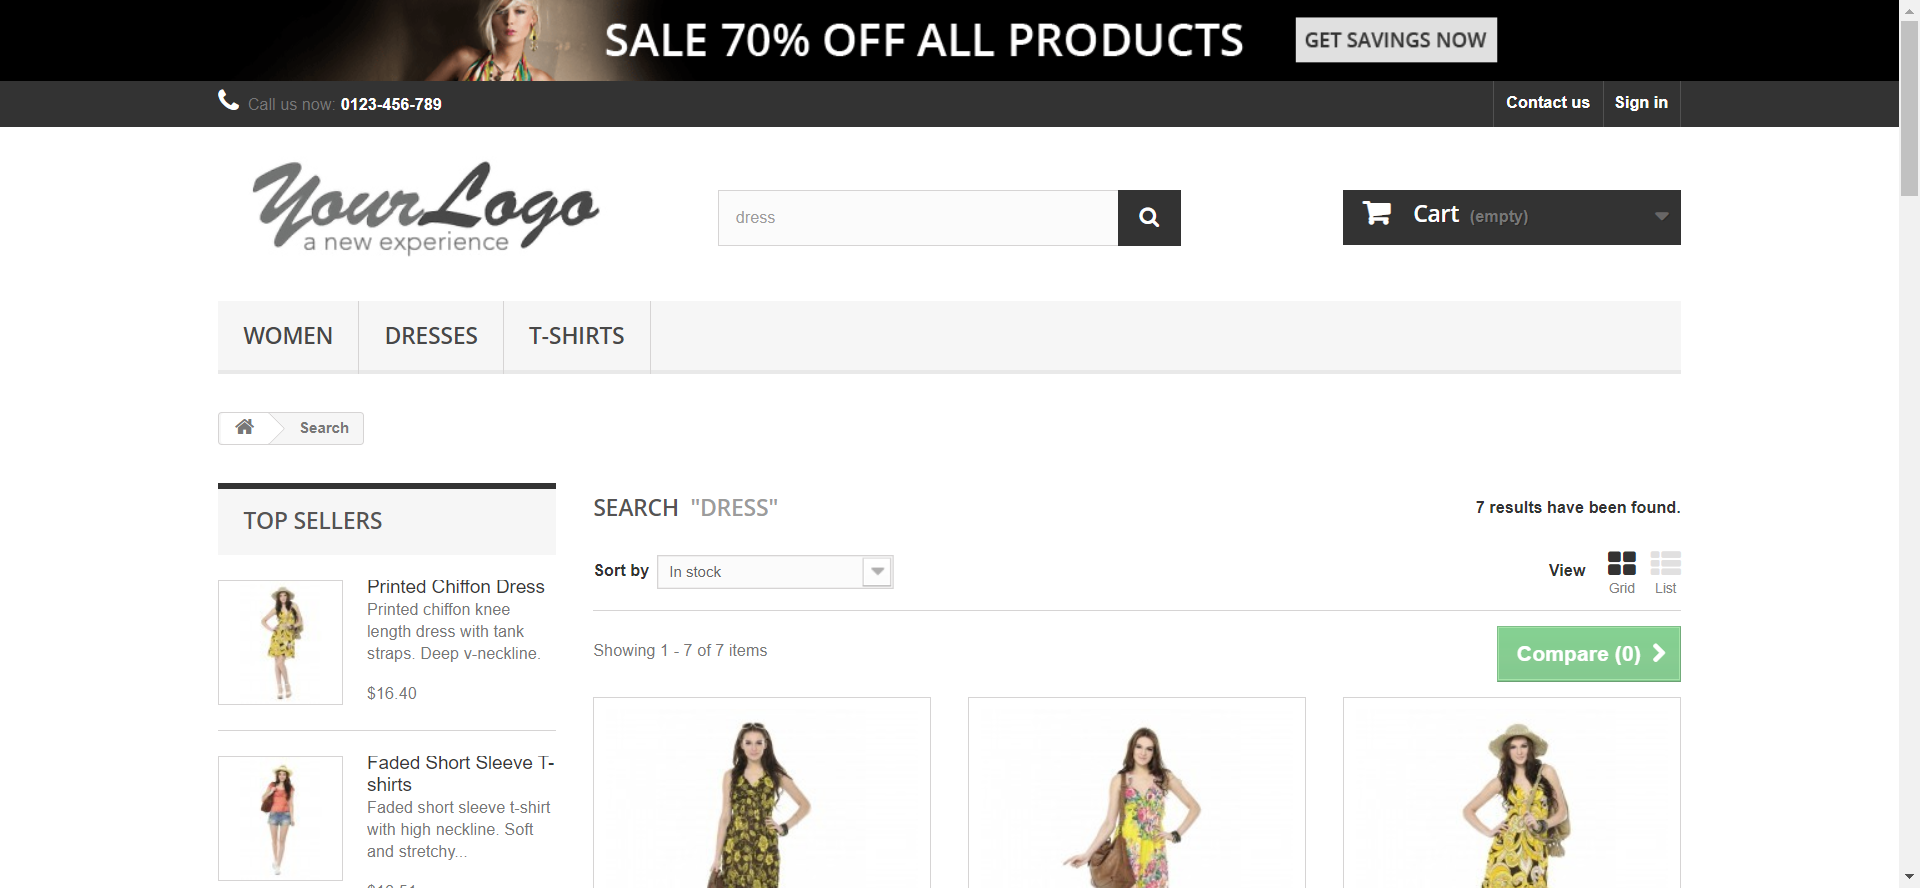 SALE 70% OFF ALL PRODUCTS
GET SAVINGS NOW
Call us now: 0123-456-789
Contact us
Sign in
YourLogo
a new experience
dress
Cart (empty)
WOMEN
DRESSES
T-SHIRTS
Search
TOP SELLERS
Printed Chiffon Dress
Printed chiffon knee
length dress with tank
straps. Deep v-neckline.
$16.40
Faded Short Sleeve T-
shirts
Faded short sleeve t-shirt
with high neckline. Soft
and stretchy...
SEARCH "DRESS"
7 results have been found.
Sort by
In stock
View
Grid
List
Showing 1 - 7 of 7 items
Compare (0)